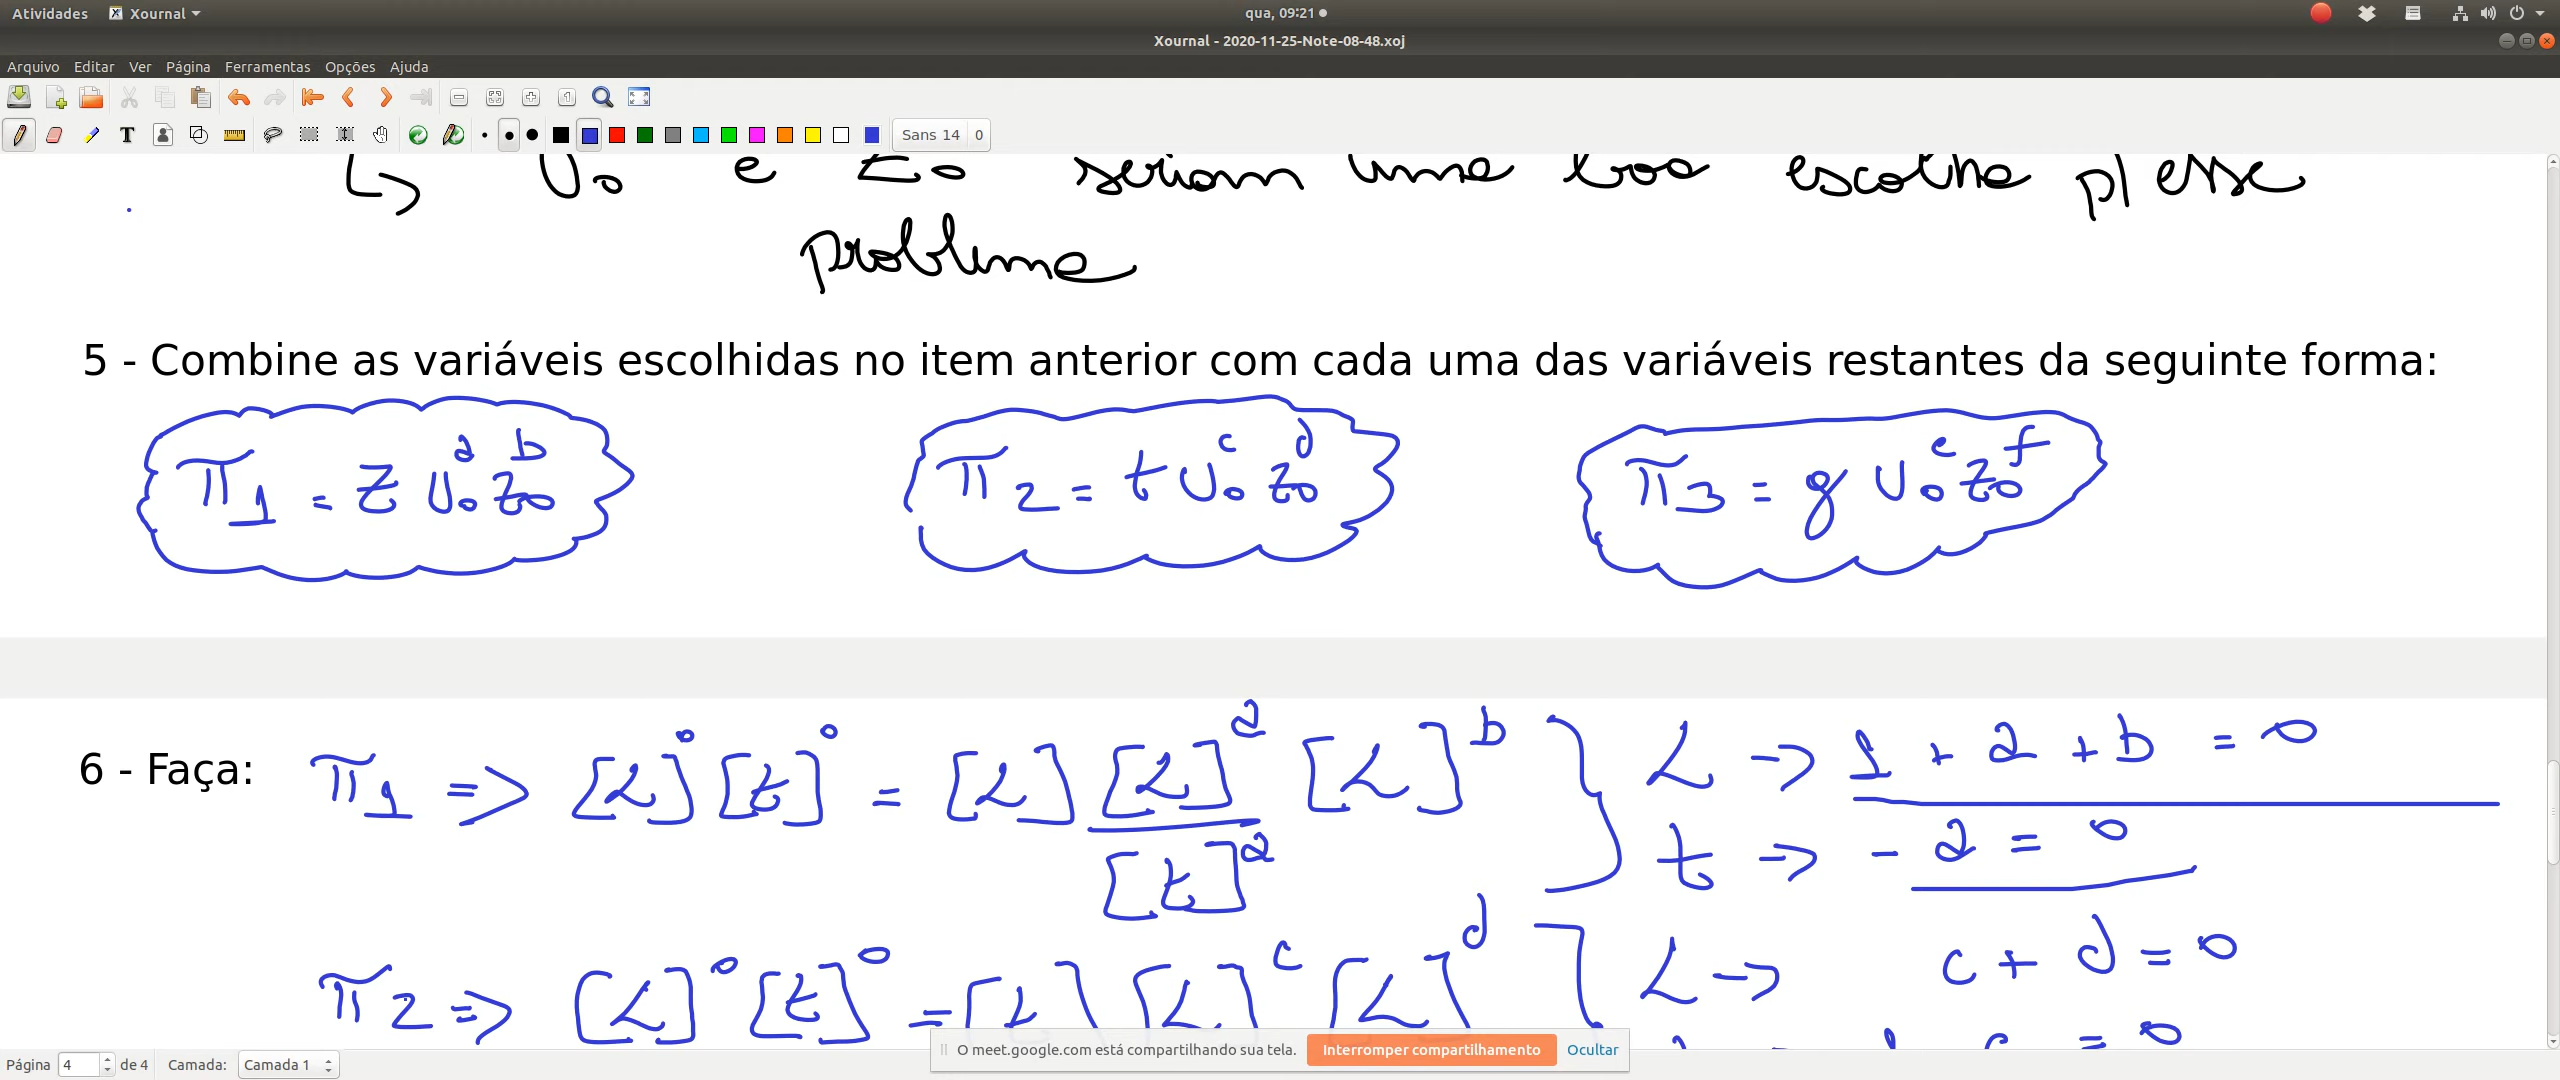 Atividades Xournal qua, 09:21
Xournal - 2020-11-25-Note-08-48.xoj
Arquivo Editar Ver Página Ferramentas Opções Ajuda
Sans 14 0
↳ U₀ e z₀ seriam uma boa escolha p/ esse
problema
5 - Combine as variáveis escolhidas no item anterior com cada uma das variáveis restantes da seguinte forma:
π₁ = z U₀ᵃ z₀ᵇ π₂ = t U₀ᶜ z₀ᵈ π₃ = g U₀ᵉ z₀ᶠ
6 - Faça: π₁ => [L]⁰ [t]⁰ = [L] [L]ᵃ/[t]ᵃ [L]ᵇ } L -> 1 + a + b = 0
t -> - a = 0
π₂ => [L]⁰ [t]⁰ = [t] [L]ᶜ [L]ᵈ L -> c + d = 0
c = 0
O meet.google.com está compartilhando sua tela. Interromper compartilhamento Ocultar
Página 4 de 4 Camada: Camada 1